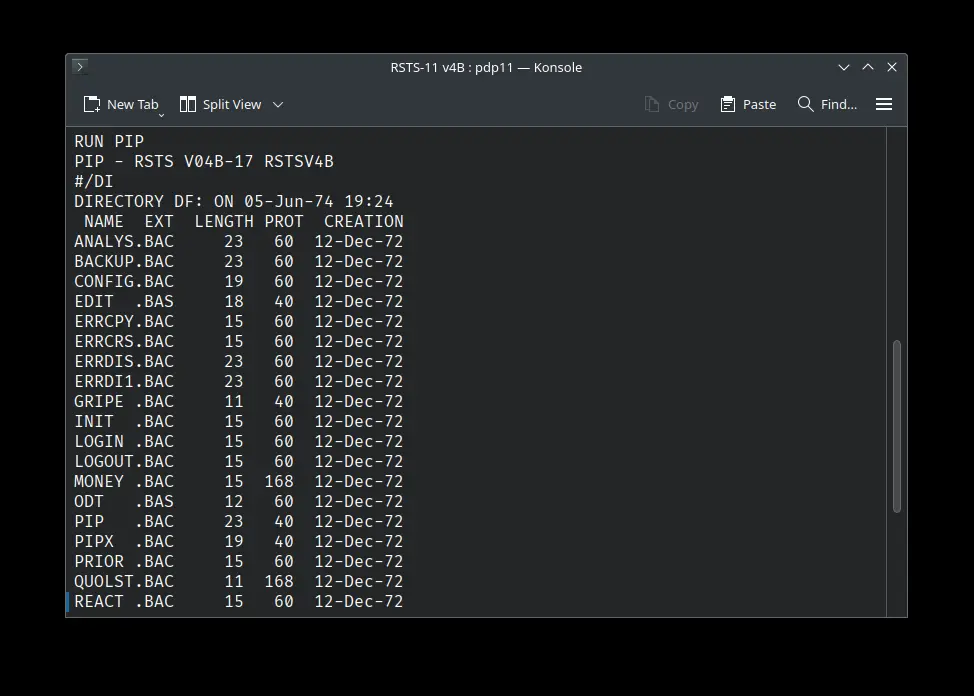 RSTS-11 v4B : pdp11 — Konsole
New Tab Split View Copy Paste Find...
RUN PIP
PIP - RSTS V04B-17 RSTSV4B
#/DI
DIRECTORY DF: ON 05-Jun-74 19:24
 NAME  EXT  LENGTH PROT  CREATION
ANALYS.BAC     23   60  12-Dec-72
BACKUP.BAC     23   60  12-Dec-72
CONFIG.BAC     19   60  12-Dec-72
EDIT  .BAS     18   40  12-Dec-72
ERRCPY.BAC     15   60  12-Dec-72
ERRCRS.BAC     15   60  12-Dec-72
ERRDIS.BAC     23   60  12-Dec-72
ERRDI1.BAC     23   60  12-Dec-72
GRIPE .BAC     11   40  12-Dec-72
INIT  .BAC     15   60  12-Dec-72
LOGIN .BAC     15   60  12-Dec-72
LOGOUT.BAC     15   60  12-Dec-72
MONEY .BAC     15  168  12-Dec-72
ODT   .BAS     12   60  12-Dec-72
PIP   .BAC     23   40  12-Dec-72
PIPX  .BAC     19   40  12-Dec-72
PRIOR .BAC     15   60  12-Dec-72
QUOLST.BAC     11  168  12-Dec-72
REACT .BAC     15   60  12-Dec-72